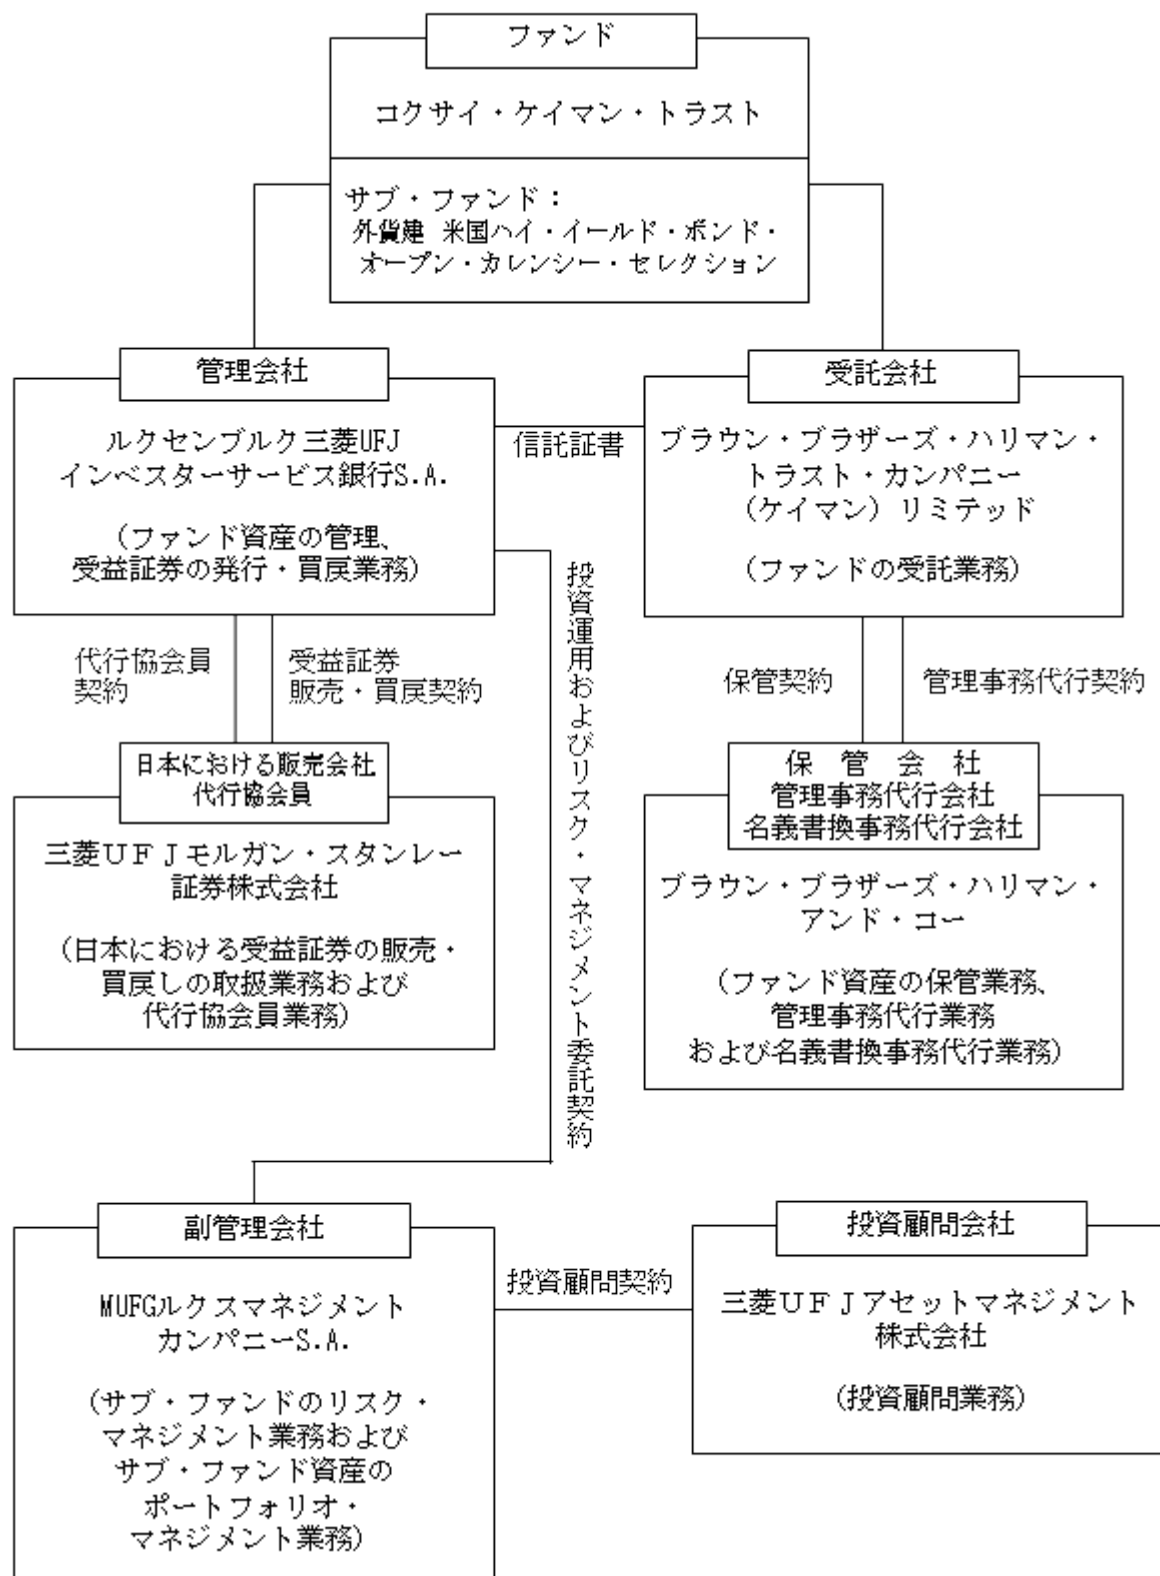 ファンド
コクサイ・ケイマン・トラスト
サブ・ファンド：
外貨建 米国ハイ・イールド・ボンド・
オープン・カレンシー・セレクション
管理会社
ルクセンブルク三菱UFJ
インベスターサービス銀行S.A.
(ファンド資産の管理、
受益証券の発行・買戻業務)
信託証書
受託会社
ブラウン・ブラザーズ・ハリマン・
トラスト・カンパニー
（ケイマン）リミテッド
(ファンドの受託業務)
代行協会員
契約
受益証券
販売・買戻契約
投資運用およびリスク・マネジメント委託契約
保管契約
管理事務代行契約
日本における販売会社
代行協会員
三菱ＵＦＪモルガン・スタンレー
証券株式会社
(日本における受益証券の販売・
買戻しの取扱業務および
代行協会員業務)
保管会社
管理事務代行会社
名義書換事務代行会社
ブラウン・ブラザーズ・ハリマン・
アンド・コー
(ファンド資産の保管業務、
管理事務代行業務
および名義書換事務代行業務)
副管理会社
MUFGルクスマネジメント
カンパニーS.A.
(サブ・ファンドのリスク・
マネジメント業務および
サブ・ファンド資産の
ポートフォリオ・
マネジメント業務)
投資顧問契約
投資顧問会社
三菱ＵＦＪアセットマネジメント
株式会社
(投資顧問業務)